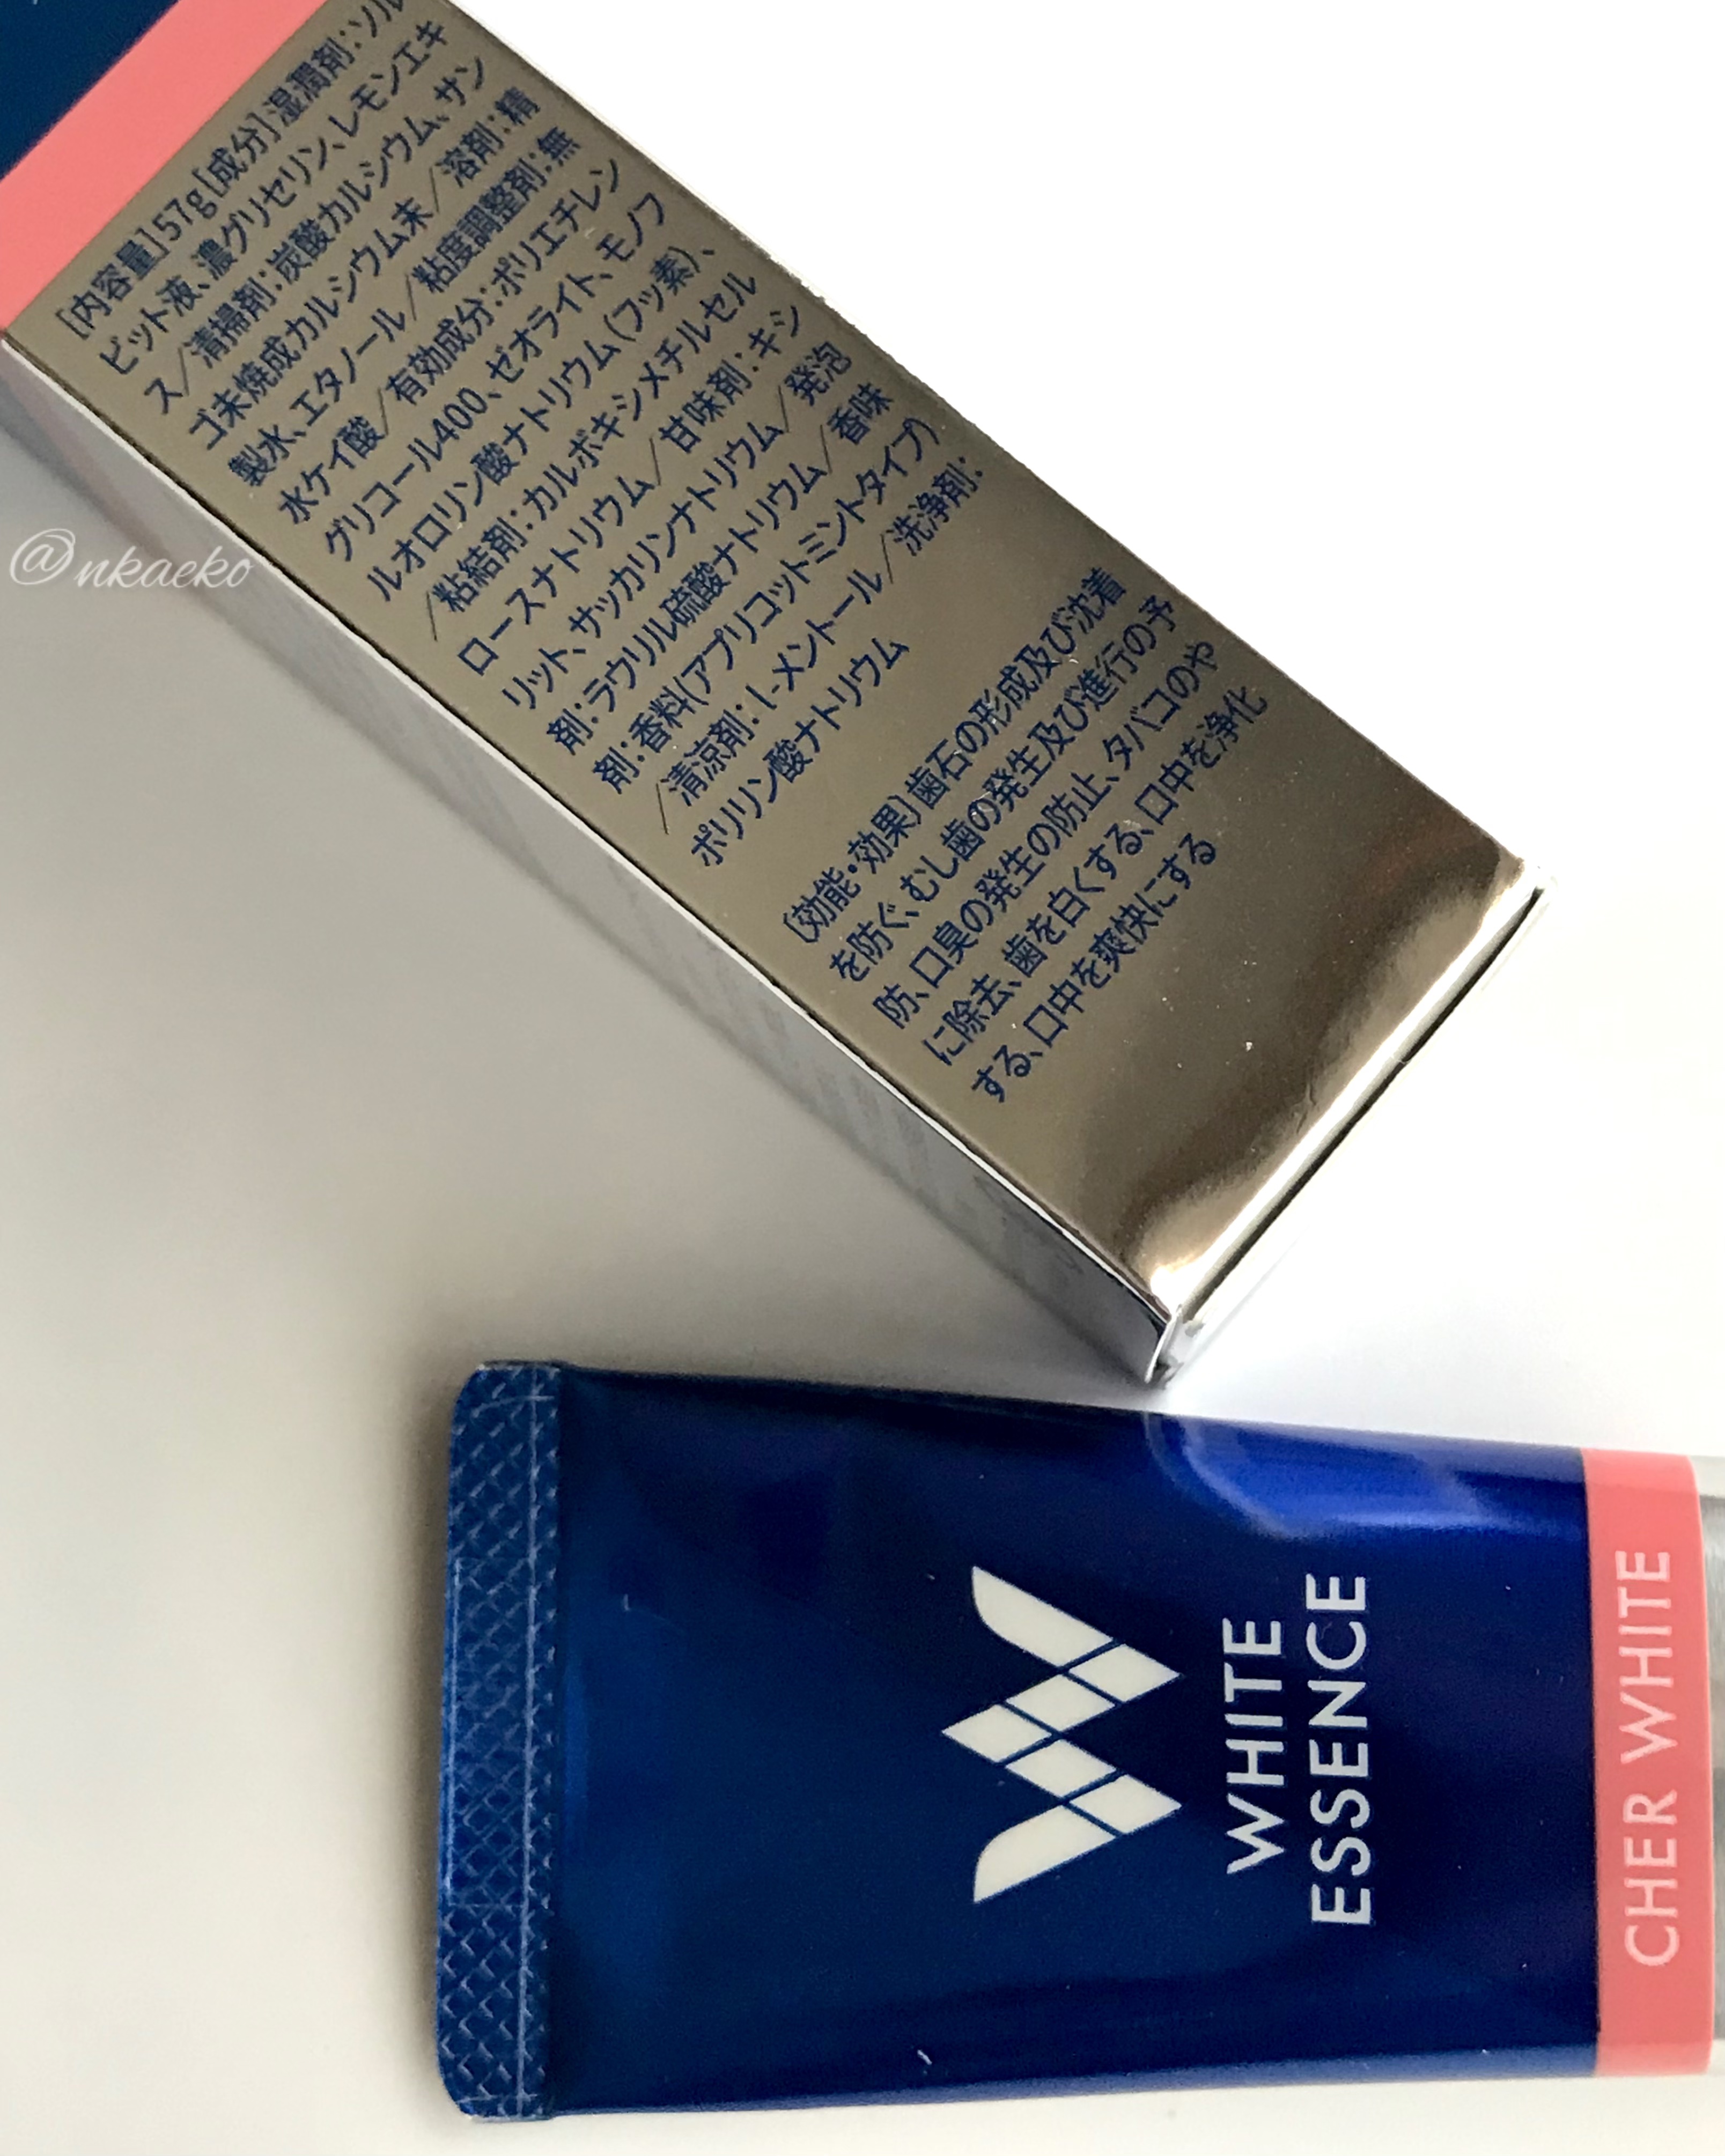 [内容量]57g[成分]湿潤剤:ソル
ビット液、濃グリセリン、レモンエキ
ス/清掃剤:炭酸カルシウム、サン
ゴ末焼成カルシウム末/溶剤:精
製水、エタノール/粘度調整剤:無
水ケイ酸/有効成分:ポリエチレン
グリコール400、ゼオライト、モノフ
ルオロリン酸ナトリウム(フッ素)、
/粘結剤:カルボキシメチルセル
ロースナトリウム/甘味剤:キシ
リット、サッカリンナトリウム/発泡
剤:ラウリル硫酸ナトリウム/香味
剤:香料(アプリコットミントタイプ)
/清涼剤:l-メントール/洗浄剤:
ポリリン酸ナトリウム
[効能・効果]歯石の形成及び沈着
を防ぐ、むし歯の発生及び進行の予
防、口臭の発生の防止、タバコのや
に除去、歯を白くする、口中を浄化
する、口中を爽快にする
@nkaeko
WHITE
ESSENCE
CHER WHITE